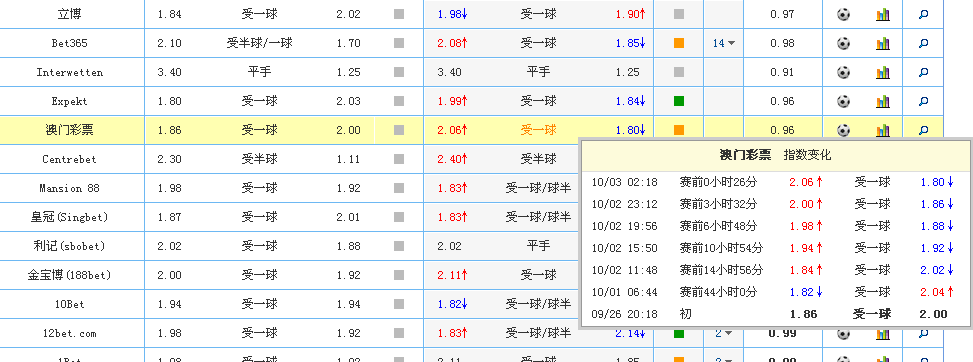 立博 1.84 受一球 2.02 1.98↓ 受一球 1.90↑ 0.97
Bet365 2.10 受半球/一球 1.70 2.08↑ 受一球 1.85↓ 14 0.98
Interwetten 3.40 平手 1.25 3.40 平手 1.25 0.91
Expekt 1.80 受一球 2.03 1.99↑ 受一球 1.84↓ 0.96
澳门彩票 1.86 受一球 2.00 2.06↑ 受一球 1.80↓ 0.96
Centrebet 2.30 受半球 1.11 2.40↑ 受半球
Mansion 88 1.98 受一球 1.92 1.83↑ 受一球/球半
皇冠(Singbet) 1.87 受一球 2.01 1.83↑ 受一球/球半
利记(sbobet) 2.02 受一球 1.88 2.02 平手
金宝博(188bet) 2.00 受一球 1.92 2.11↑ 受一球
10Bet 1.94 受一球 1.94 1.82↓ 受一球/球半
12bet.com 1.98 受一球 1.92 1.83↑ 受一球/球半 2.14↓ 2 0.99
澳门彩票 指数变化
10/03 02:18 赛前0小时26分 2.06↑ 受一球 1.80↓
10/02 23:12 赛前3小时32分 2.00↑ 受一球 1.86↓
10/02 19:56 赛前6小时48分 1.98↑ 受一球 1.88↓
10/02 15:50 赛前10小时54分 1.94↑ 受一球 1.92↓
10/02 11:48 赛前14小时56分 1.84↑ 受一球 2.02↓
10/01 06:44 赛前44小时0分 1.82↓ 受一球 2.04↑
09/26 20:18 初 1.86 受一球 2.00